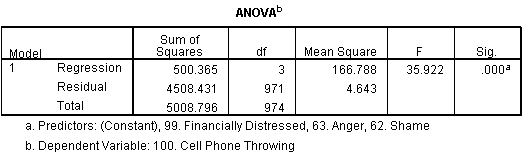 ANOVAb
Model Sum of Squares df Mean Square F Sig.
1 Regression 500.365 3 166.788 35.922 .000a
Residual 4508.431 971 4.643
Total 5008.796 974
a. Predictors: (Constant), 99. Financially Distressed, 63. Anger, 62. Shame
b. Dependent Variable: 100. Cell Phone Throwing